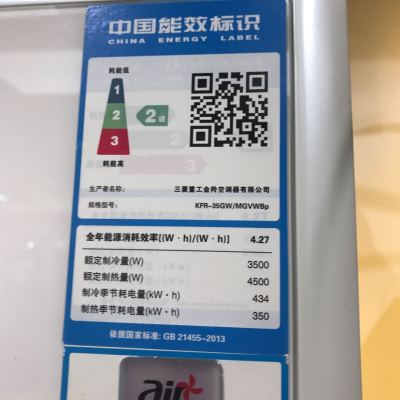 中国能效标识
CHINA ENERGY LABEL
耗能低
1
2
2级
3
耗能高
生产者名称: 三菱重工金羚空调器有限公司
规格型号: KFR-35GW/MGVWBp
全年能源消耗效率[(W·h)/(W·h)] 4.27
额定制冷量(W) 3500
额定制热量(W) 4500
制冷季节耗电量(kW·h) 434
制热季节耗电量(kW·h) 350
依据国家标准: GB 21455-2013
air